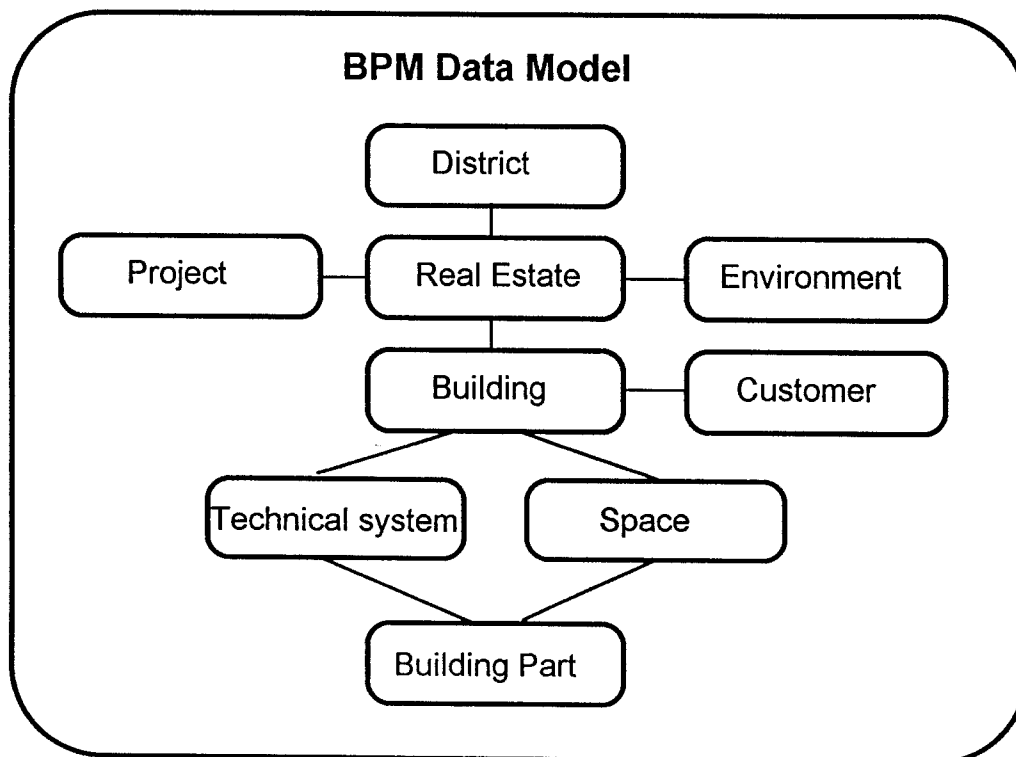 BPM Data Model
District
Project
Real Estate
Environment
Building
Customer
Technical system
Space
Building Part